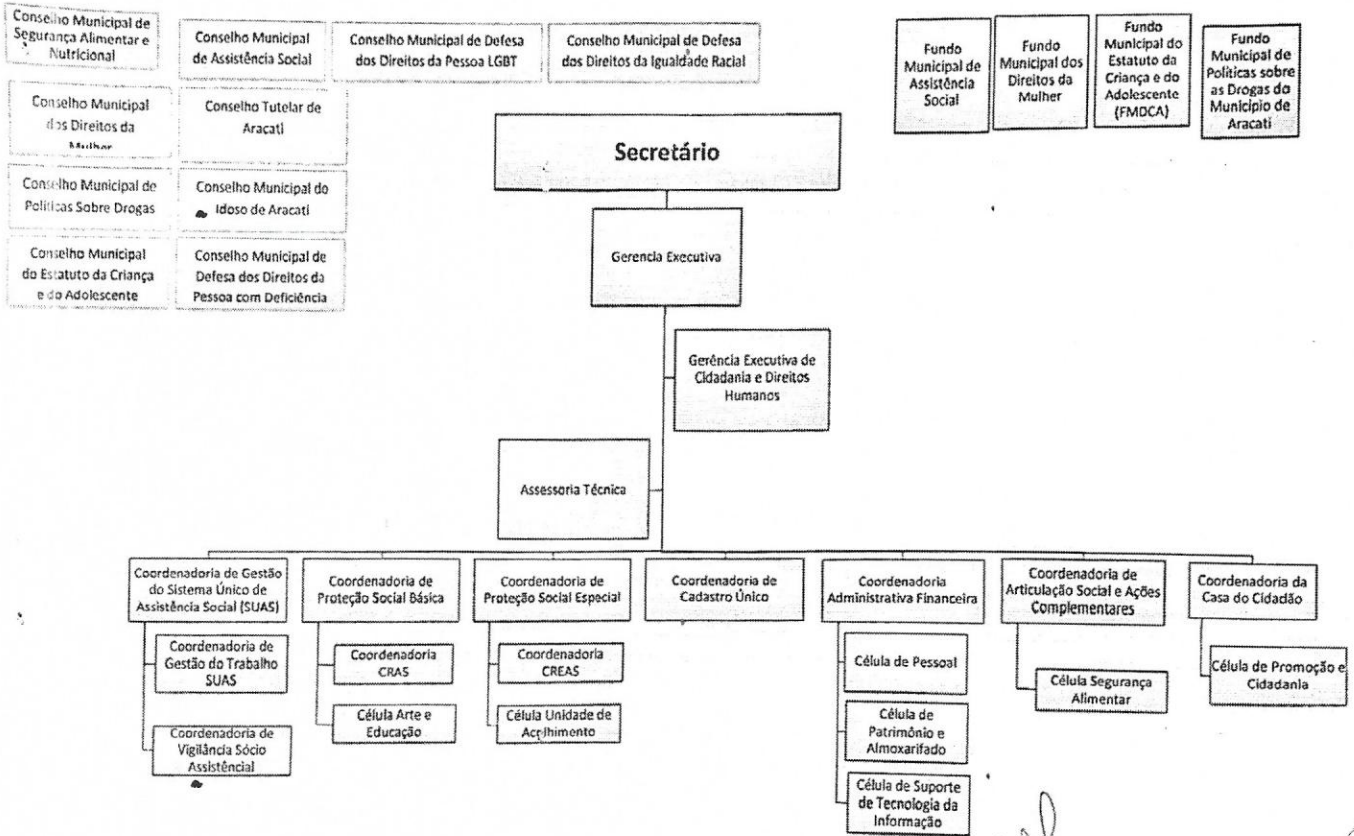 Conselho Municipal de
Segurança Alimentar e
Nutricional
Conselho Municipal
de Assistência Social
Conselho Municipal de Defesa
dos Direitos da Pessoa LGBT
Conselho Municipal de Defesa
dos Direitos da Igualdade Racial
Conselho Municipal
dos Direitos da
Mulher
Conselho Tutelar de
Aracati
Conselho Municipal de
Políticas Sobre Drogas
Conselho Municipal do
Idoso de Aracati
Conselho Municipal
do Estatuto da Criança
e do Adolescente
Conselho Municipal de
Defesa dos Direitos da
Pessoa com Deficiência
Fundo
Municipal de
Assistência
Social
Fundo
Municipal dos
Direitos da
Mulher
Fundo
Municipal do
Estatuto da
Criança e do
Adolescente
(FMDCA)
Fundo
Municipal de
Políticas sobre
as Drogas do
Município de
Aracati
Secretário
Gerencia Executiva
Gerência Executiva de
Cidadania e Direitos
Humanos
Assessoria Técnica
Coordenadoria de Gestão
do Sistema Único de
Assistência Social (SUAS)
Coordenadoria de
Gestão do Trabalho
SUAS
Coordenadoria de
Vigilância Sócio
Assistêncial
Coordenadoria de
Proteção Social Básica
Coordenadoria
CRAS
Célula Arte e
Educação
Coordenadoria de
Proteção Social Especial
Coordenadoria
CREAS
Célula Unidade de
Acolhimento
Coordenadoria de
Cadastro Único
Coordenadoria
Administrativa Financeira
Célula de Pessoal
Célula de
Patrimônio e
Almoxarifado
Célula de Suporte
de Tecnologia da
Informação
Coordenadoria de
Articulação Social e Ações
Complementares
Célula Segurança
Alimentar
Coordenadoria da
Casa do Cidadão
Célula de Promoção e
Cidadania